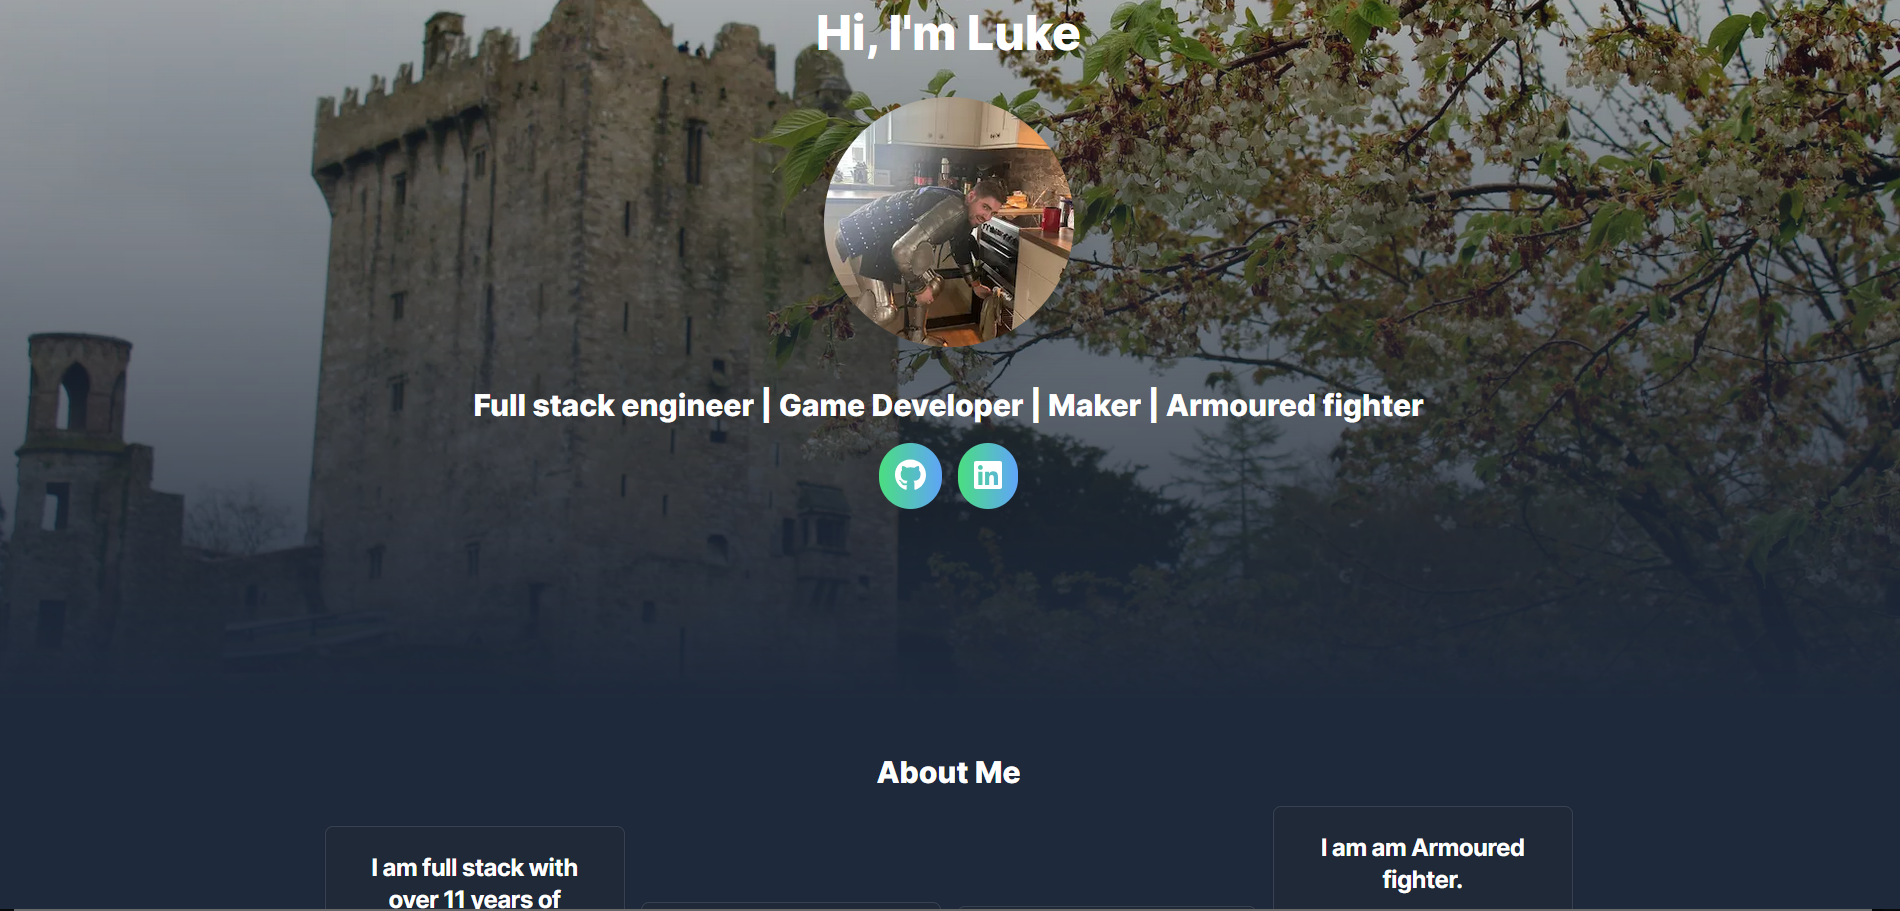 Hi, I'm Luke
Full stack engineer | Game Developer | Maker | Armoured fighter
in
About Me
I am full stack with
over 11 years of
I am am Armoured
fighter.